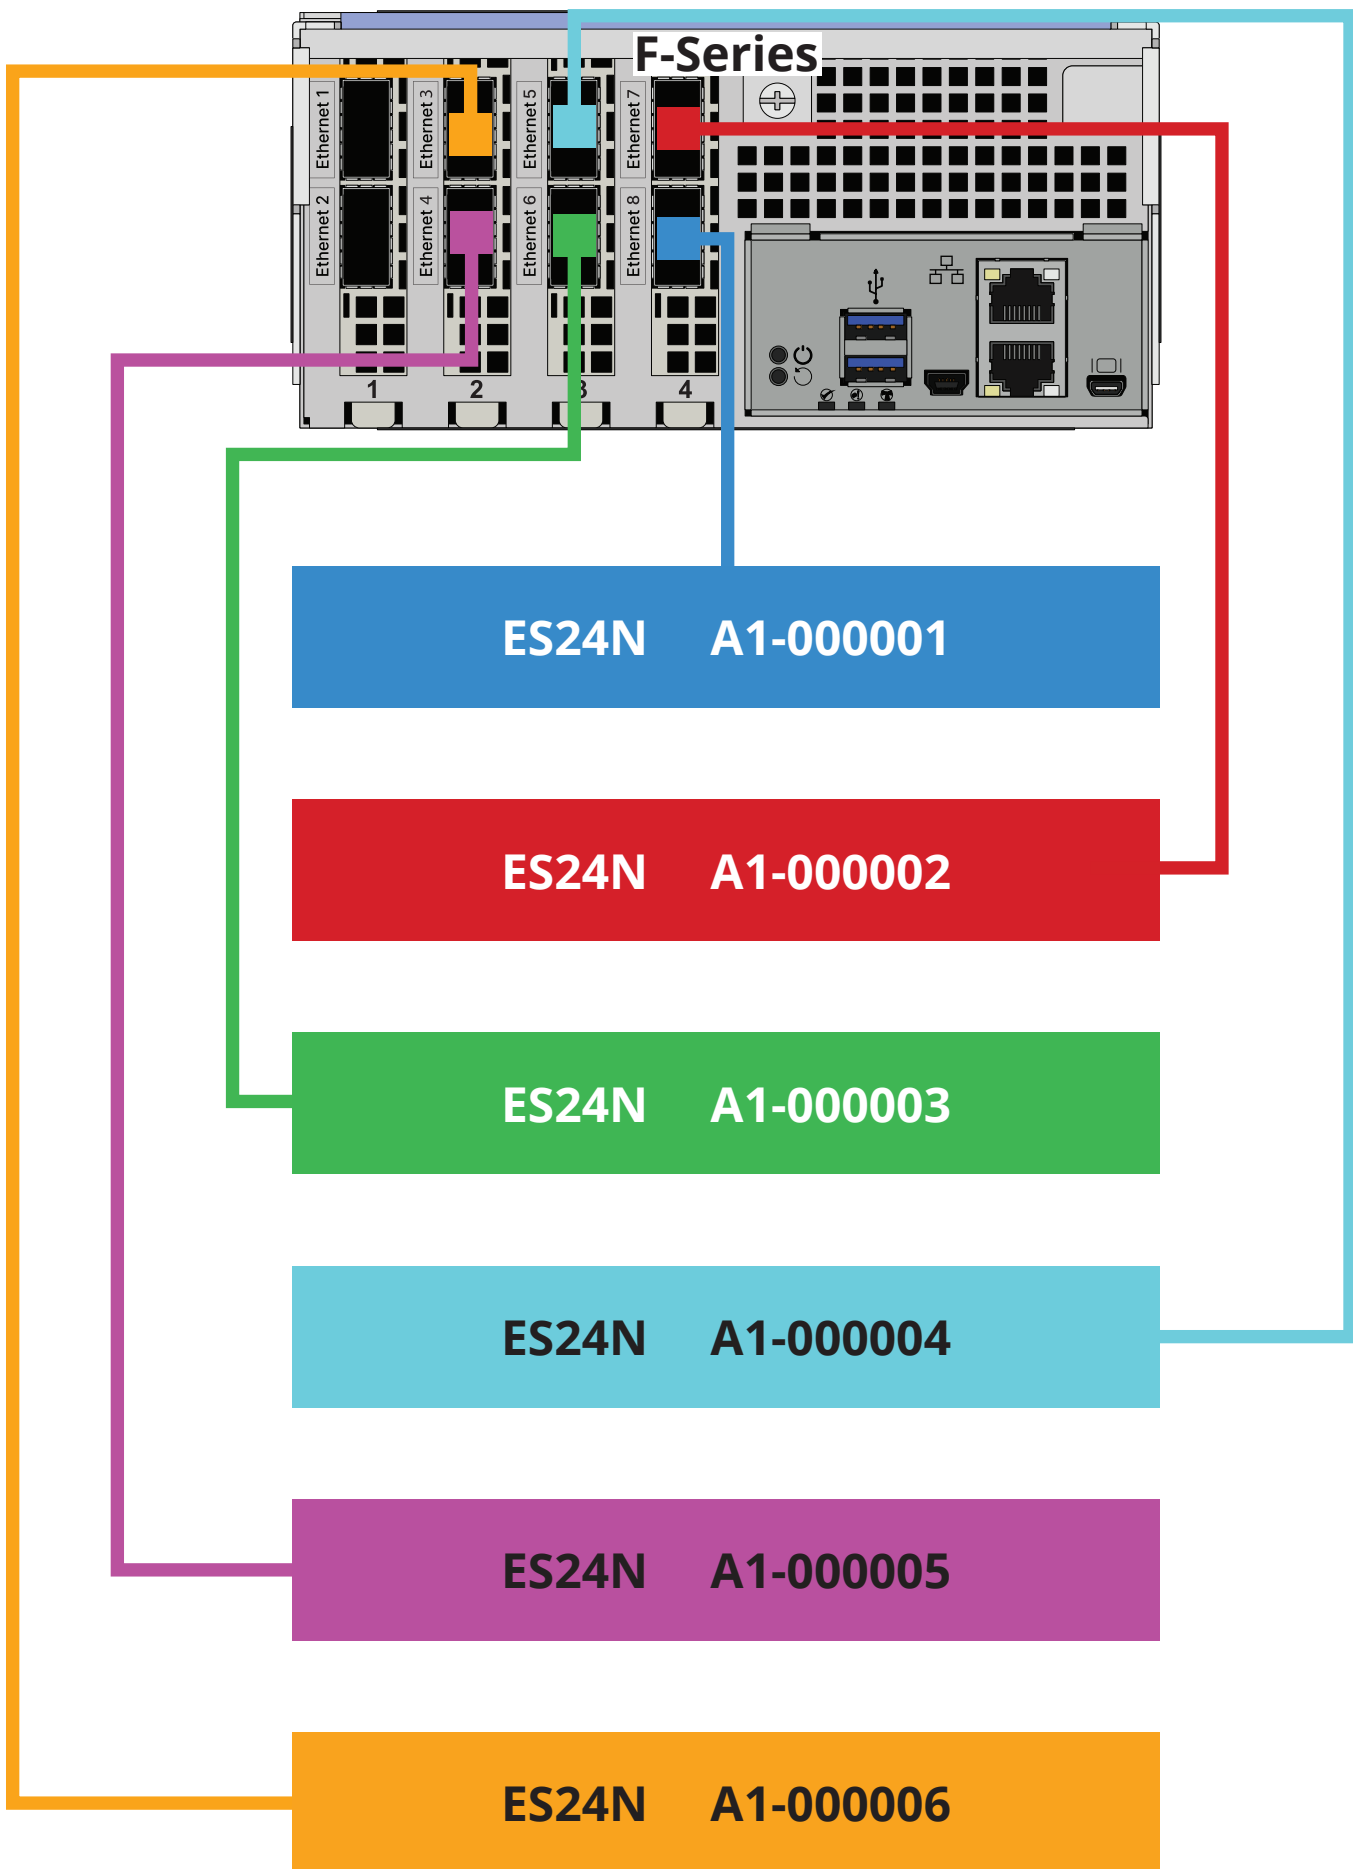 F-Series
Ethernet 1
Ethernet 3
Ethernet 5
Ethernet 7
Ethernet 2
Ethernet 4
Ethernet 6
Ethernet 8
1 2 3 4
ES24N A1-000001
ES24N A1-000002
ES24N A1-000003
ES24N A1-000004
ES24N A1-000005
ES24N A1-000006